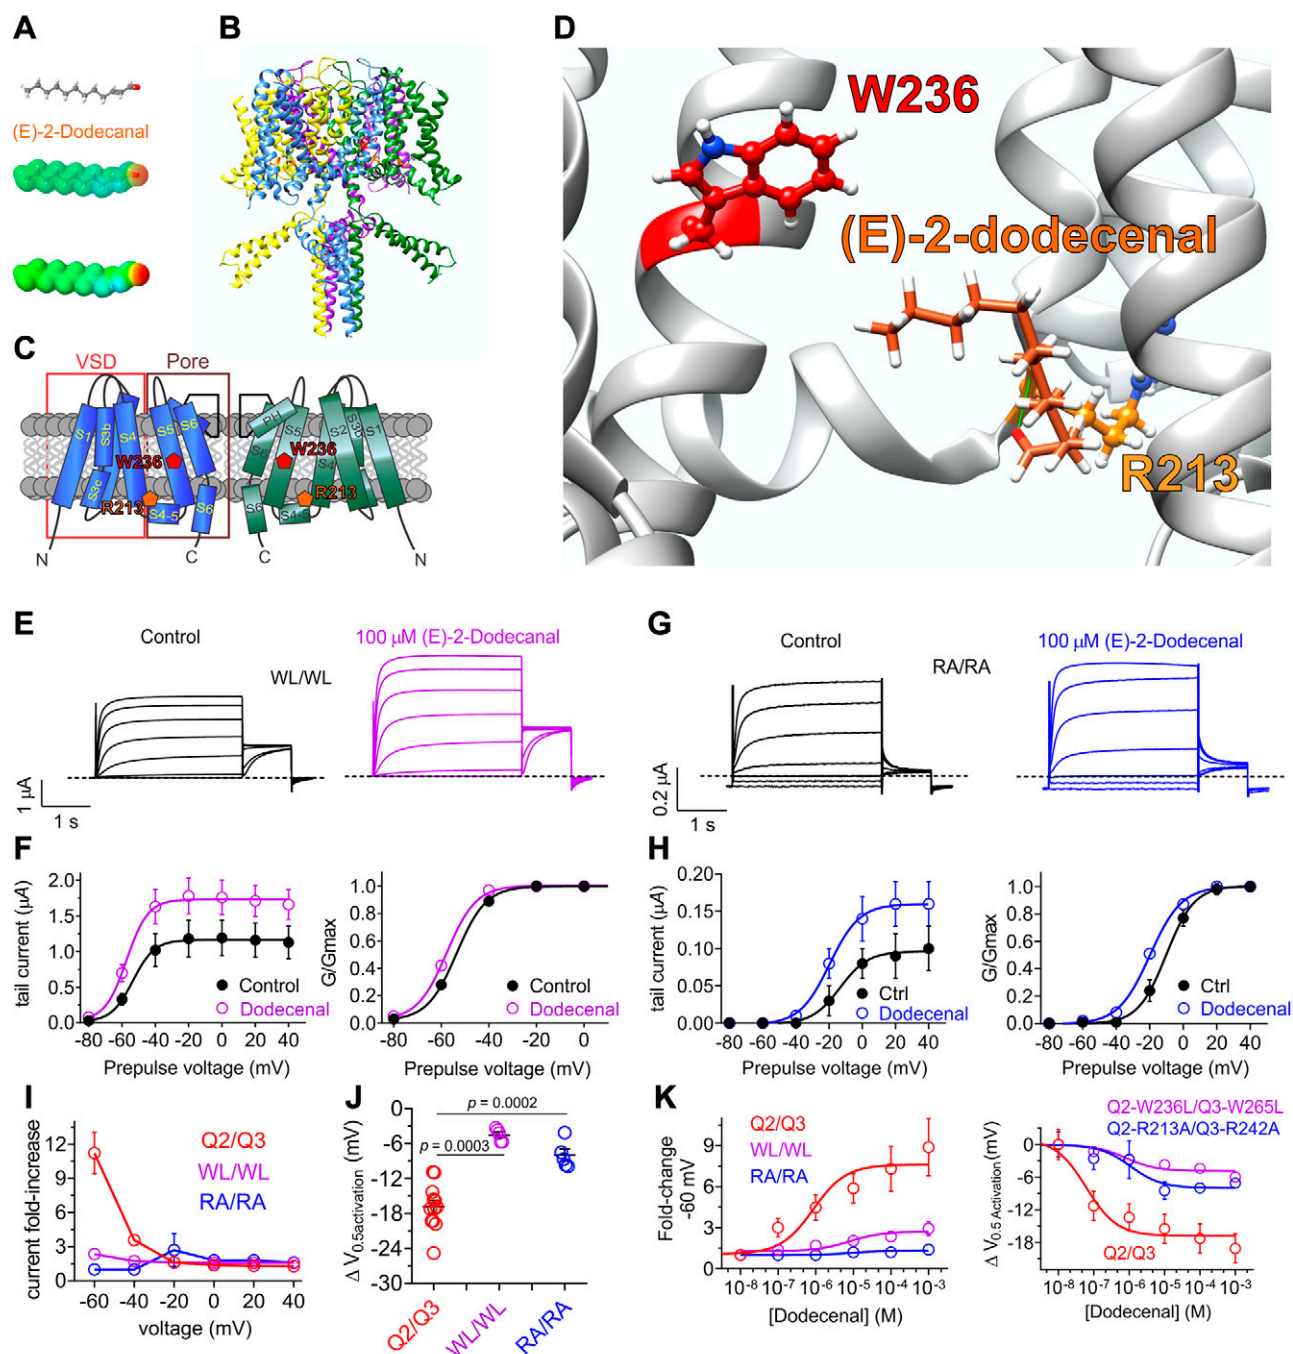 A
(E)-2-Dodecanal
B
C
VSD
Pore
S1
S3b
S4
S5
S6
S3c
S4-5
S6
W236
R213
N
C
PH
S5
S6
S2
S3b
S1
S4
S4-5
S6
W236
R213
C
N
D
W236
(E)-2-dodecenal
R213
E
Control
100 μM (E)-2-Dodecanal
WL/WL
1 μA
1 s
G
Control
100 μM (E)-2-Dodecenal
RA/RA
0.2 μA
1 s
F
tail current (μA)
2.0
1.5
1.0
0.5
0.0
-80 -60 -40 -20 0 20 40
Prepulse voltage (mV)
Control
Dodecenal
G/Gmax
1.0
0.8
0.6
0.4
0.2
0.0
-80 -60 -40 -20 0
Prepulse voltage (mV)
Control
Dodecenal
H
tail current (μA)
0.20
0.15
0.10
0.05
0.00
-80 -60 -40 -20 0 20 40
Prepulse voltage (mV)
Ctrl
Dodecenal
G/Gmax
1.0
0.8
0.6
0.4
0.2
0.0
-80 -60 -40 -20 0 20 40
Prepulse voltage (mV)
Ctrl
Dodecenal
I
current fold-increase
12
9
6
3
0
-60 -40 -20 0 20 40
voltage (mV)
Q2/Q3
WL/WL
RA/RA
J
Δ V0.5activation (mV)
0
-6
-12
-18
-24
-30
p = 0.0002
p = 0.0003
Q2/Q3
WL/WL
RA/RA
K
Fold-change
-60 mV
9
6
3
0
Q2/Q3
WL/WL
RA/RA
10-8 10-7 10-6 10-5 10-4 10-3
[Dodecenal] (M)
Q2-W236L/Q3-W265L
Q2-R213A/Q3-R242A
Δ V0.5 Activation (mV)
0
-6
-12
-18
Q2/Q3
10-8 10-7 10-6 10-5 10-4 10-3
[Dodecenal] (M)